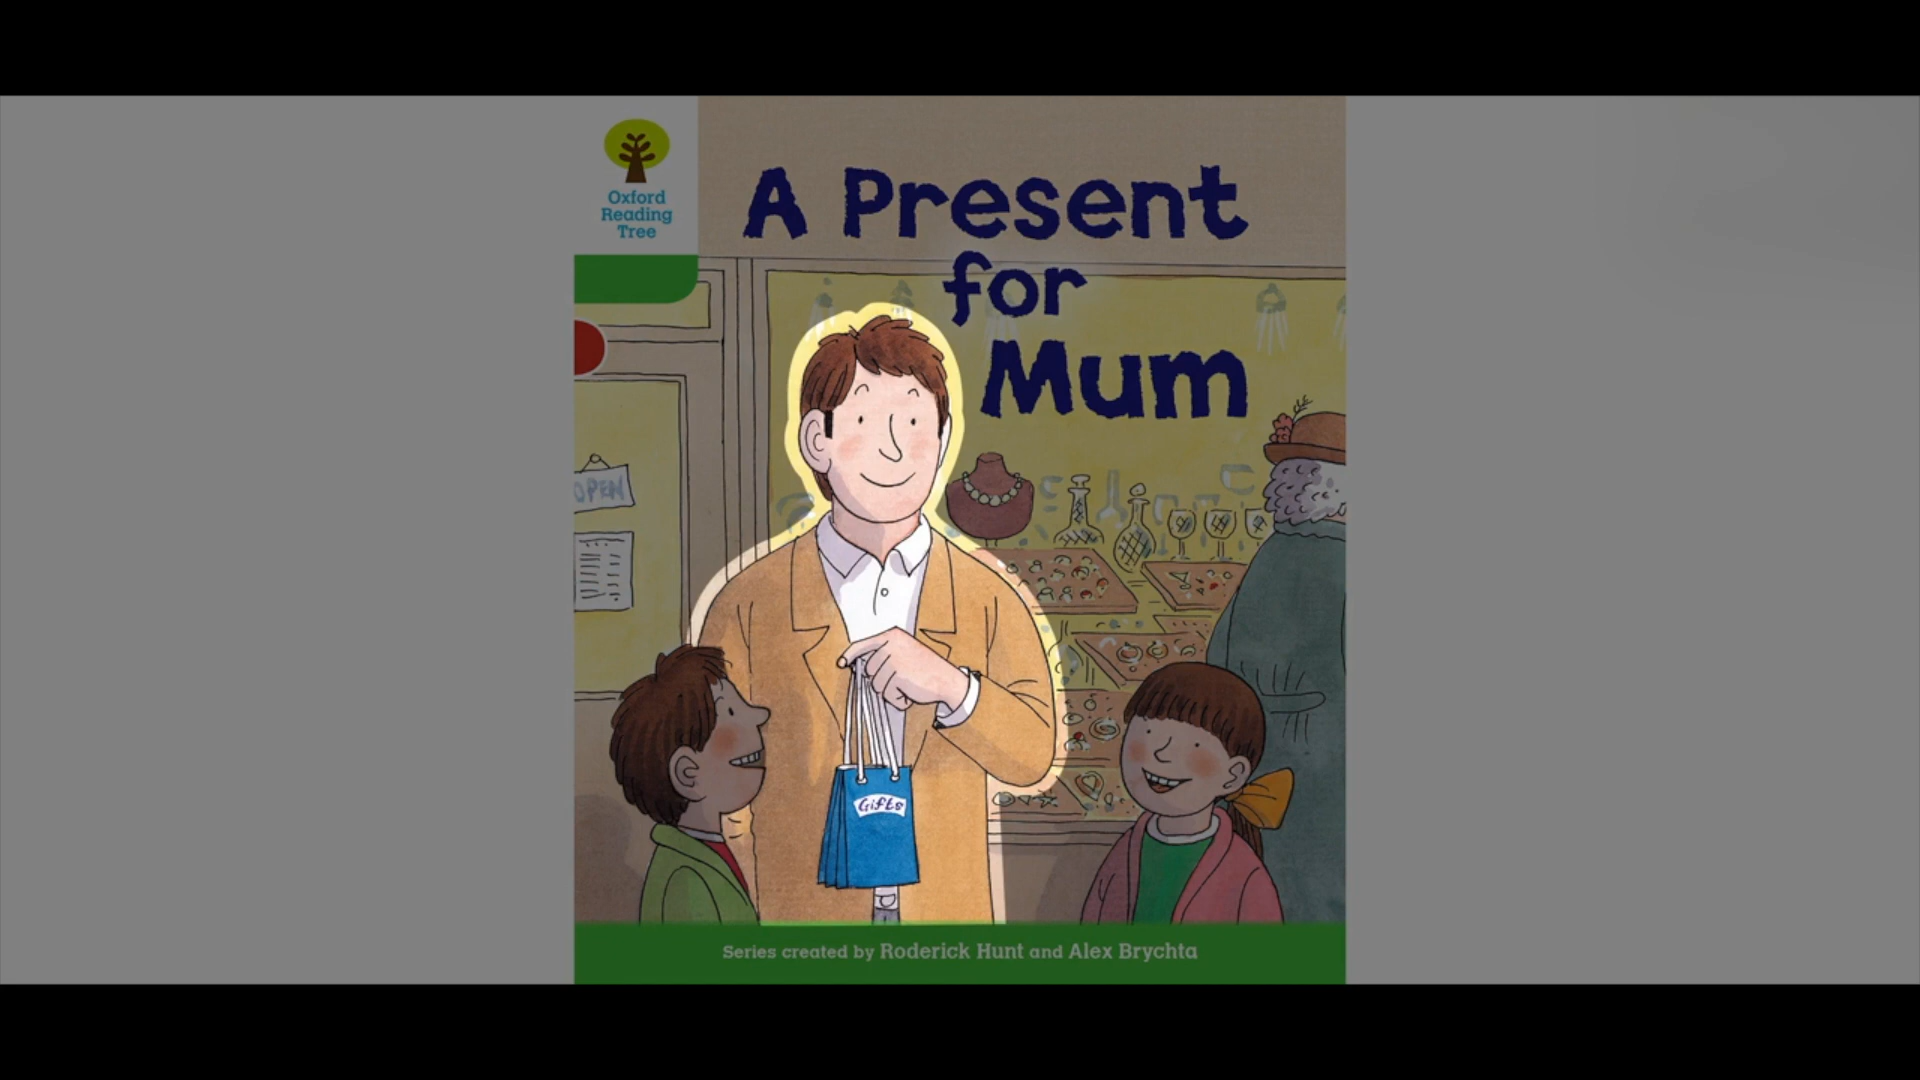 Oxford
Reading
Tree
A Present
for
Mum
OPEN
Gifts
Series created by Roderick Hunt and Alex Brychta